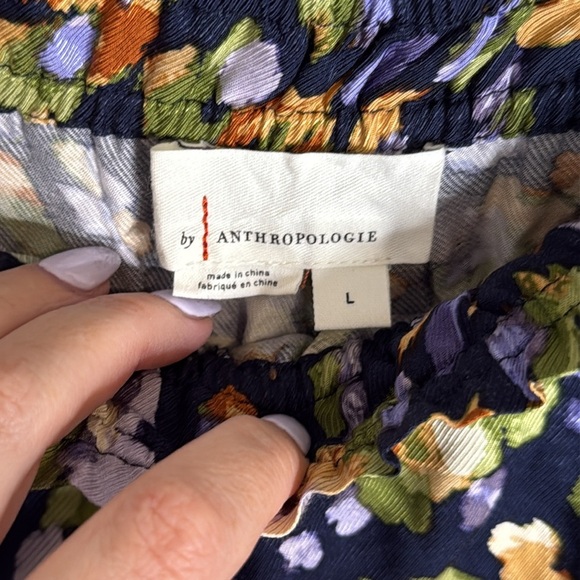 by ANTHROPOLOGIE
made in china
fabriqué en chine
L